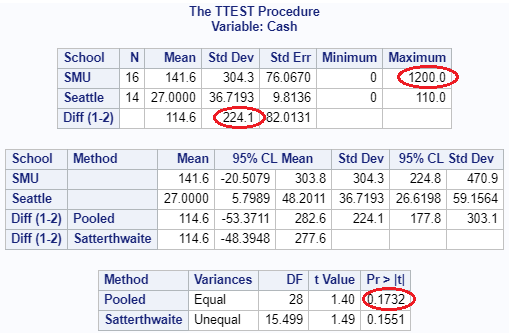 The TTEST Procedure
Variable: Cash
School N Mean Std Dev Std Err Minimum Maximum
SMU 16 141.6 304.3 76.0670 0 1200.0
Seattle 14 27.0000 36.7193 9.8136 0 110.0
Diff (1-2) 114.6 224.1 82.0131
School Method Mean 95% CL Mean Std Dev 95% CL Std Dev
SMU 141.6 -20.5079 303.8 304.3 224.8 470.9
Seattle 27.0000 5.7989 48.2011 36.7193 26.6198 59.1564
Diff (1-2) Pooled 114.6 -53.3711 282.6 224.1 177.8 303.1
Diff (1-2) Satterthwaite 114.6 -48.3948 277.6
Method Variances DF t Value Pr > |t|
Pooled Equal 28 1.40 0.1732
Satterthwaite Unequal 15.499 1.49 0.1551